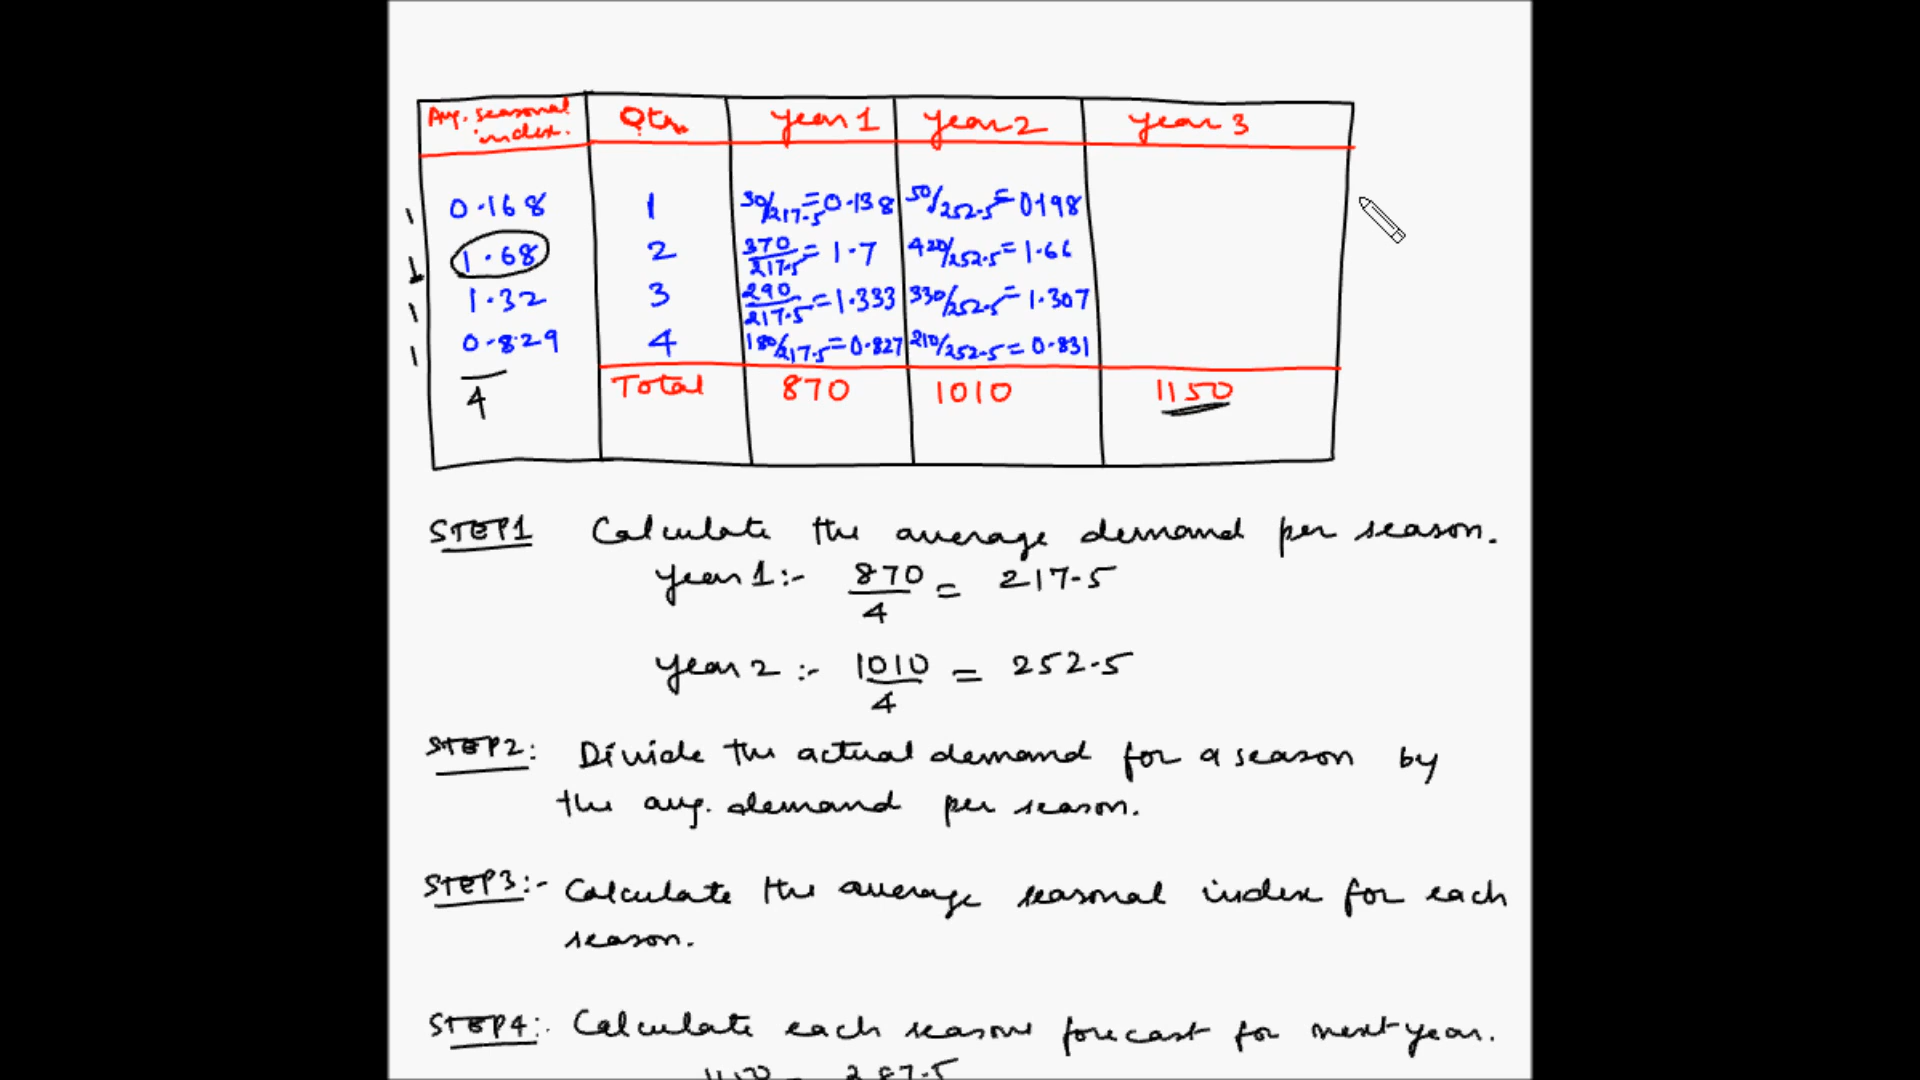 Avg. seasonal index. Qtr. year 1 year 2 year 3
0.168 1 30/217.5 = 0.138 50/252.5 = 0198
1.68 2 370/217.5 = 1.7 420/252.5 = 1.66
1.32 3 290/217.5 = 1.333 330/252.5 = 1.307
0.829 4 180/217.5 = 0.827 210/252.5 = 0.831
4 Total 870 1010 1150
STEP1 Calculate the average demand per season.
year 1:- 870/4 = 217.5
year 2 :- 1010/4 = 252.5
STEP2: Divide the actual demand for a season by
the avg. demand per season.
STEP3:- Calculate the average seasonal index for each
season.
STEP4:. Calculate each seasons forecast for next year.